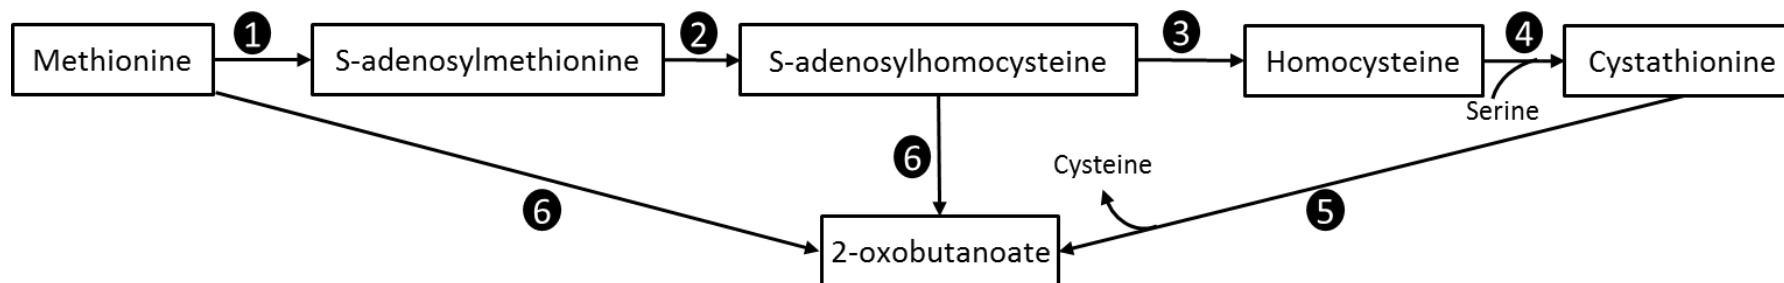 1 2 3 4
Methionine S-adenosylmethionine S-adenosylhomocysteine Homocysteine Cystathionine
Serine
6 Cysteine
6 5
2-oxobutanoate